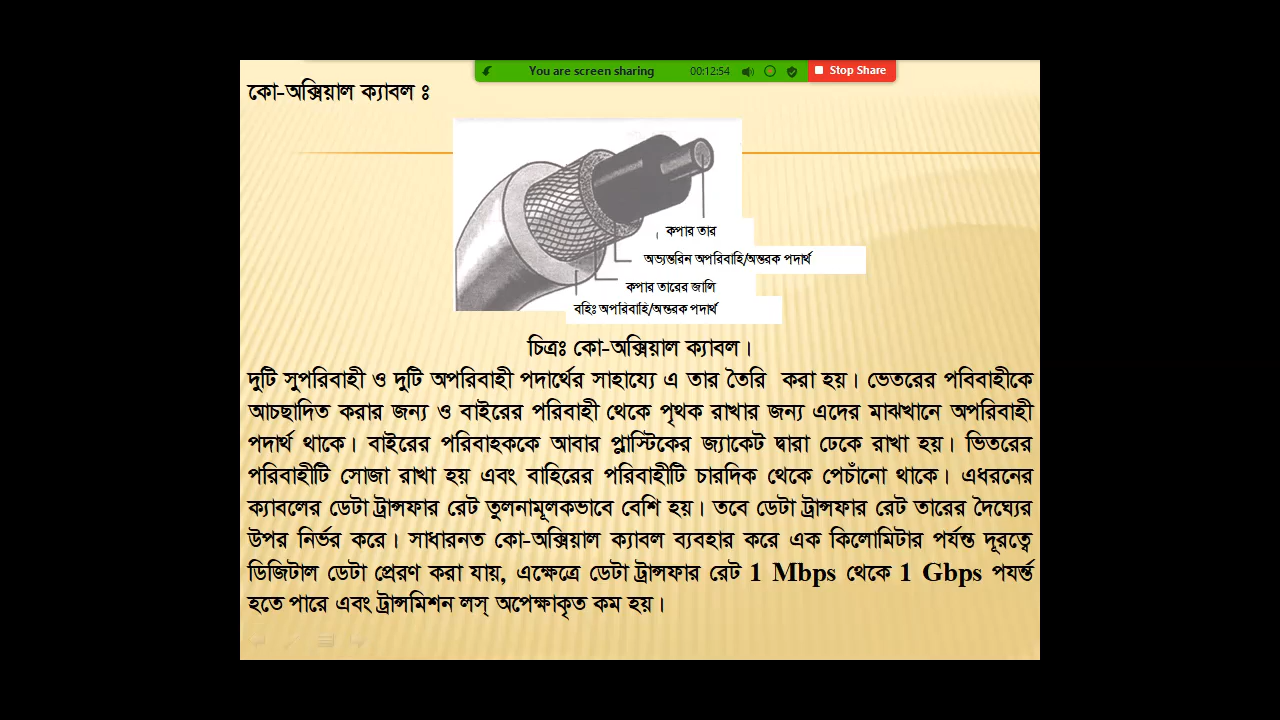 You are screen sharing 00:12:54 Stop Share
কো-অক্সিয়াল ক্যাবল ঃ
কপার তার
অভ্যন্তরিন অপরিবাহি/অন্তরক পদার্থ
কপার তারের জালি
বহিঃ অপরিবাহি/অন্তরক পদার্থ
চিত্রঃ কো-অক্সিয়াল ক্যাবল।
দুটি সুপরিবাহী ও দুটি অপরিবাহী পদার্থের সাহায্যে এ তার তৈরি করা হয়। ভেতরের পবিবাহীকে
আচছাদিত করার জন্য ও বাইরের পরিবাহী থেকে পৃথক রাখার জন্য এদের মাঝখানে অপরিবাহী
পদার্থ থাকে। বাইরের পরিবাহককে আবার প্লাস্টিকের জ্যাকেট দ্বারা ঢেকে রাখা হয়। ভিতরের
পরিবাহীটি সোজা রাখা হয় এবং বাহিরের পরিবাহীটি চারদিক থেকে পেচাঁনো থাকে। এধরনের
ক্যাবলের ডেটা ট্রান্সফার রেট তুলনামূলকভাবে বেশি হয়। তবে ডেটা ট্রান্সফার রেট তারের দৈর্ঘ্যের
উপর নির্ভর করে। সাধারনত কো-অক্সিয়াল ক্যাবল ব্যবহার করে এক কিলোমিটার পর্যন্ত দূরত্বে
ডিজিটাল ডেটা প্রেরণ করা যায়, এক্ষেত্রে ডেটা ট্রান্সফার রেট 1 Mbps থেকে 1 Gbps পযর্ন্ত
হতে পারে এবং ট্রান্সমিশন লস্ অপেক্ষাকৃত কম হয়।